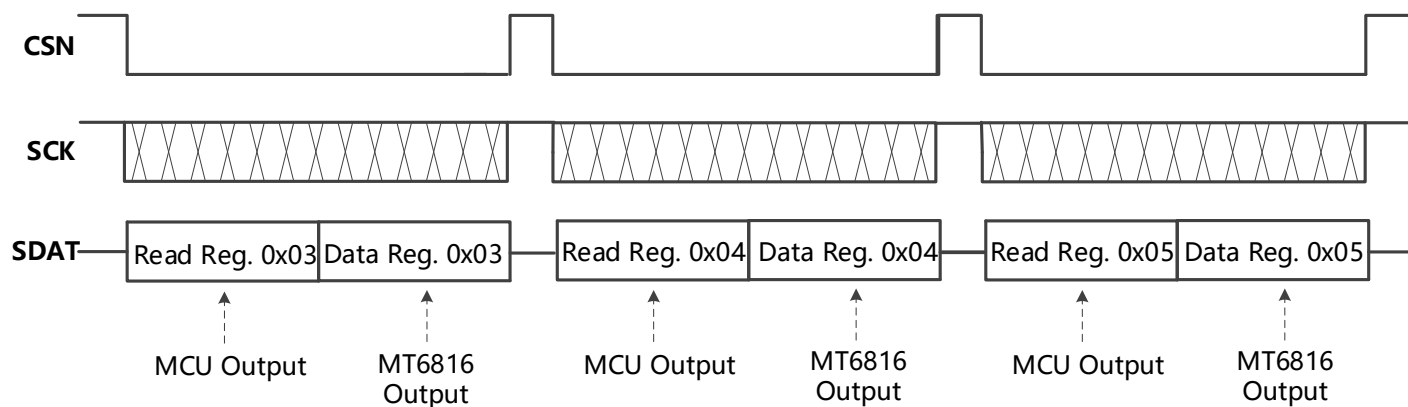 CSN
SCK
SDAT
Read Reg. 0x03 Data Reg. 0x03 Read Reg. 0x04 Data Reg. 0x04 Read Reg. 0x05 Data Reg. 0x05
MCU Output
MT6816
Output
MCU Output
MT6816
Output
MCU Output
MT6816
Output